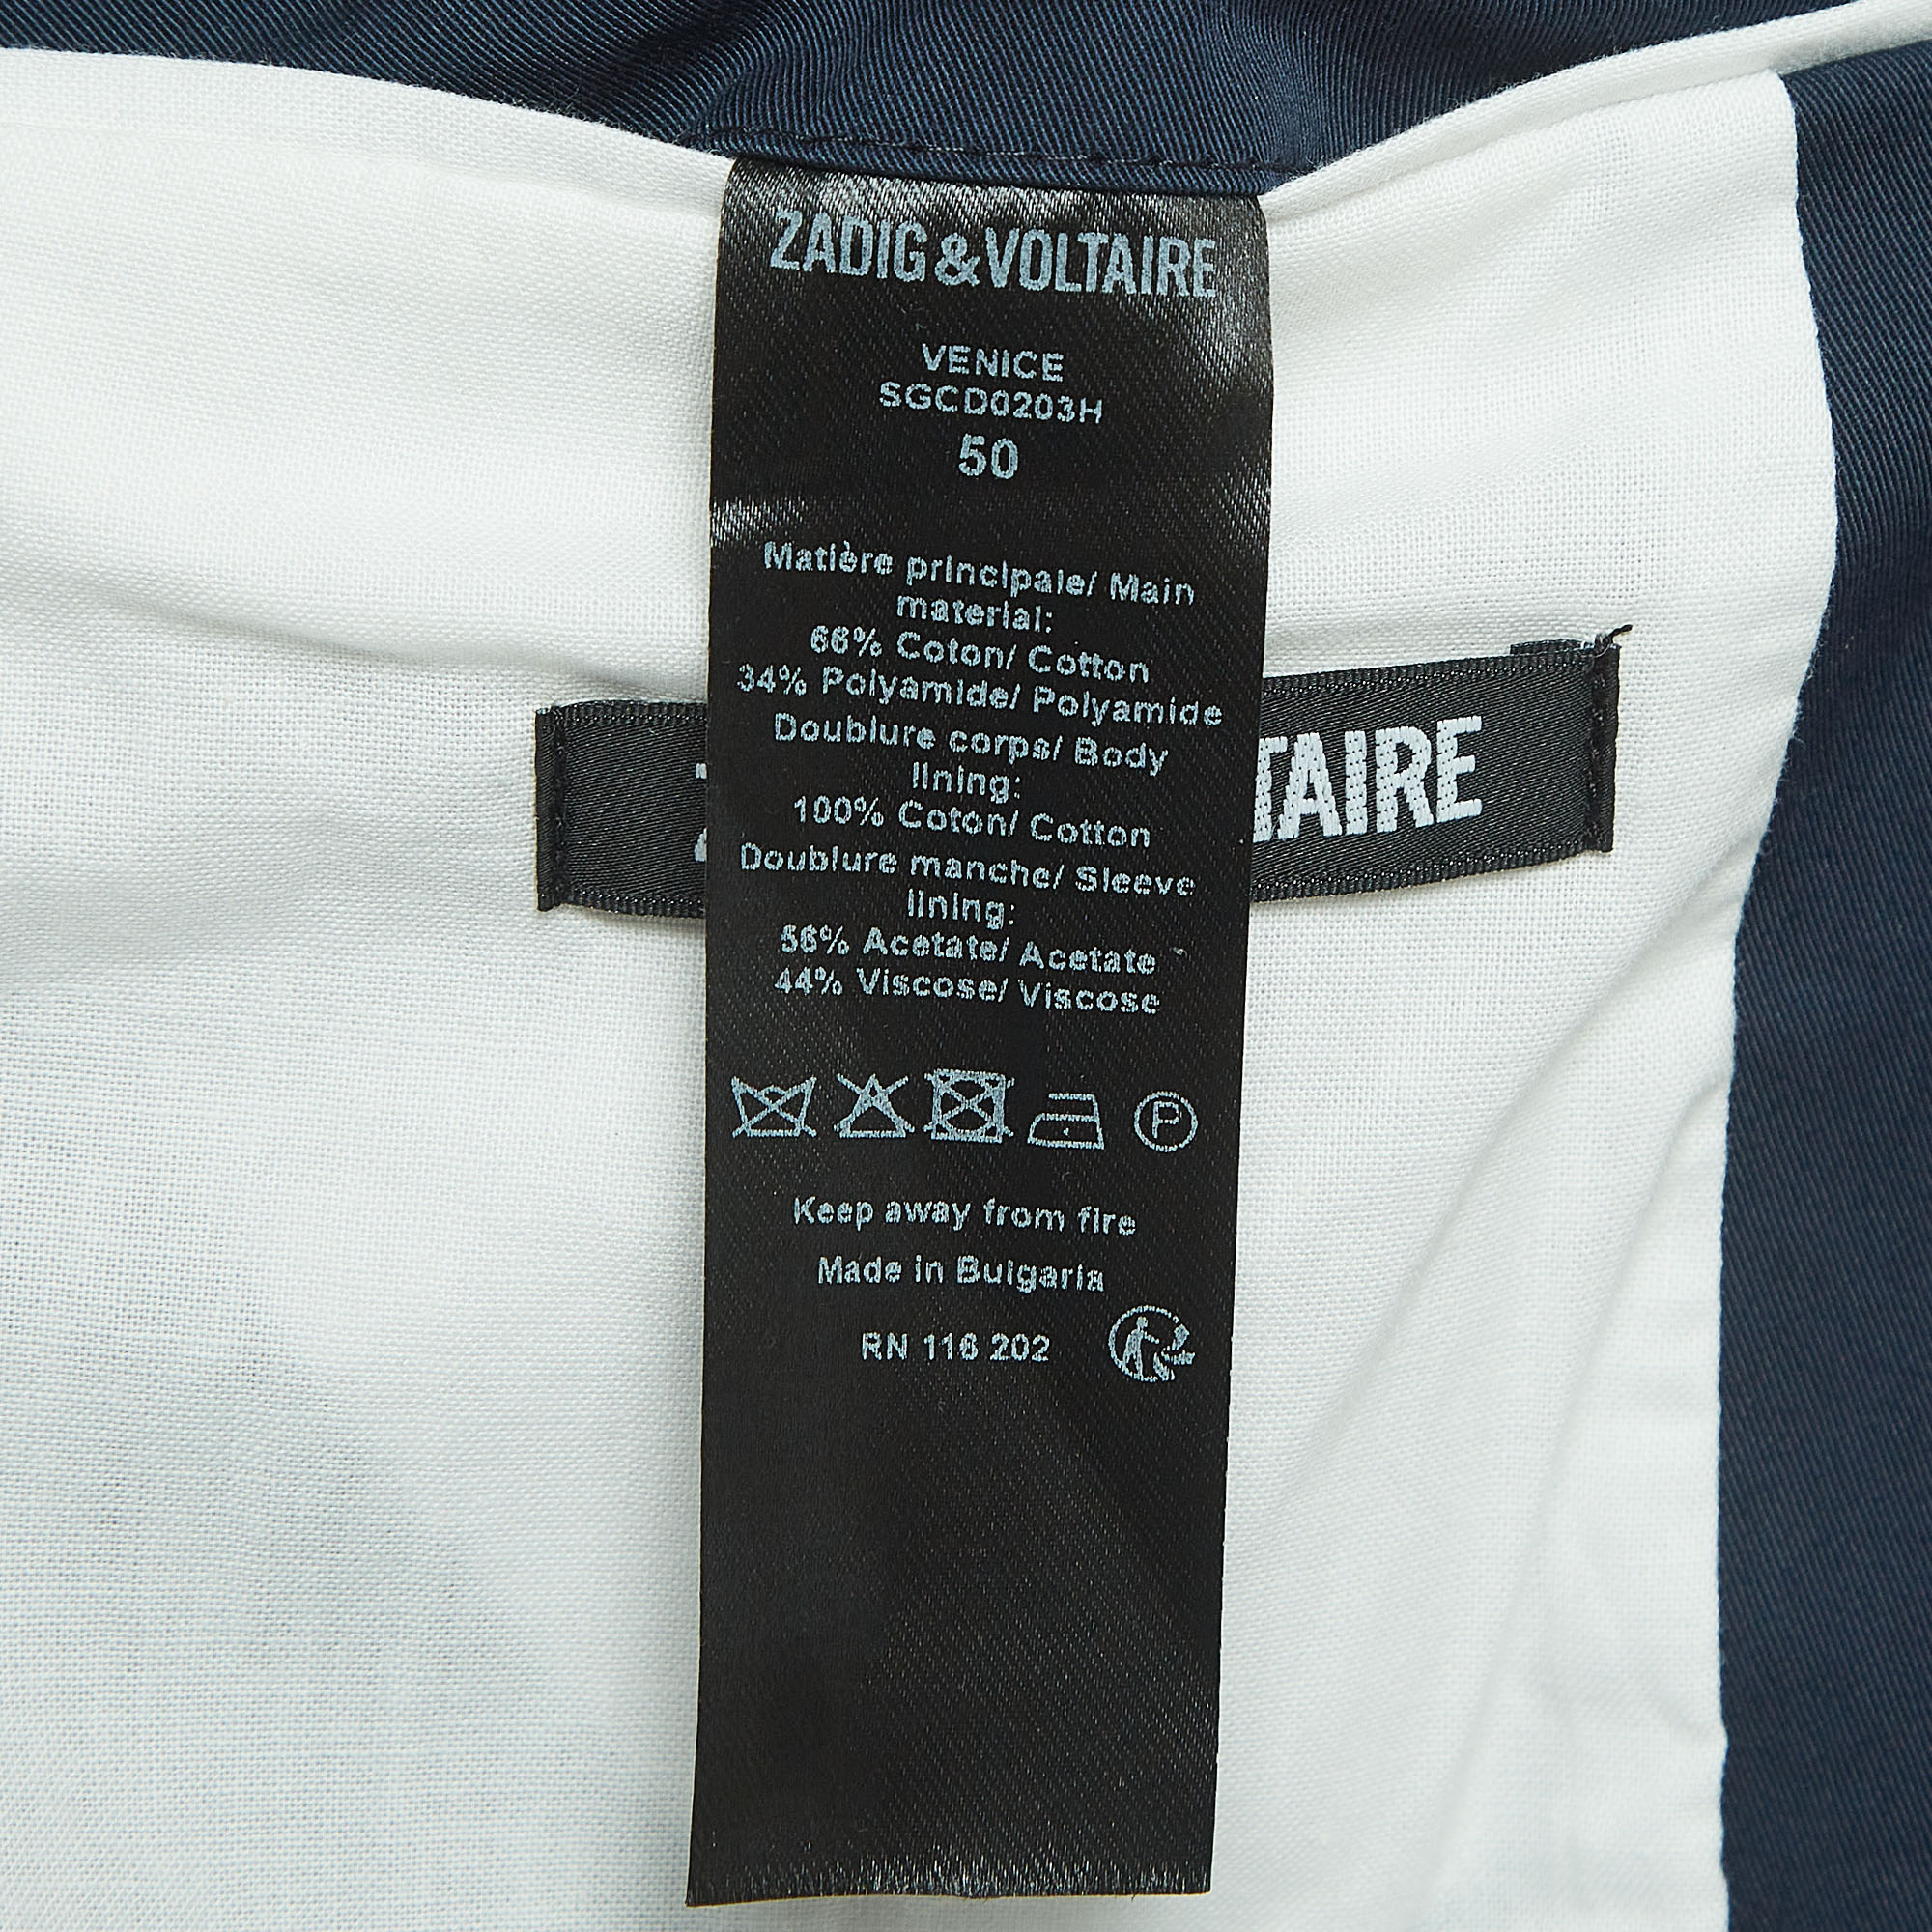 ZADIG&VOLTAIRE
VENICE
SGCD0203H
50
Matière principale/ Main
material:
66% Coton/ Cotton
34% Polyamide/ Polyamide
Doublure corps/ Body
lining:
100% Coton/ Cotton
Doublure manche/ Sleeve
lining:
56% Acetate/ Acetate
44% Viscose/ Viscose
P
Keep away from fire
Made in Bulgaria
RN 116 202
TAIRE